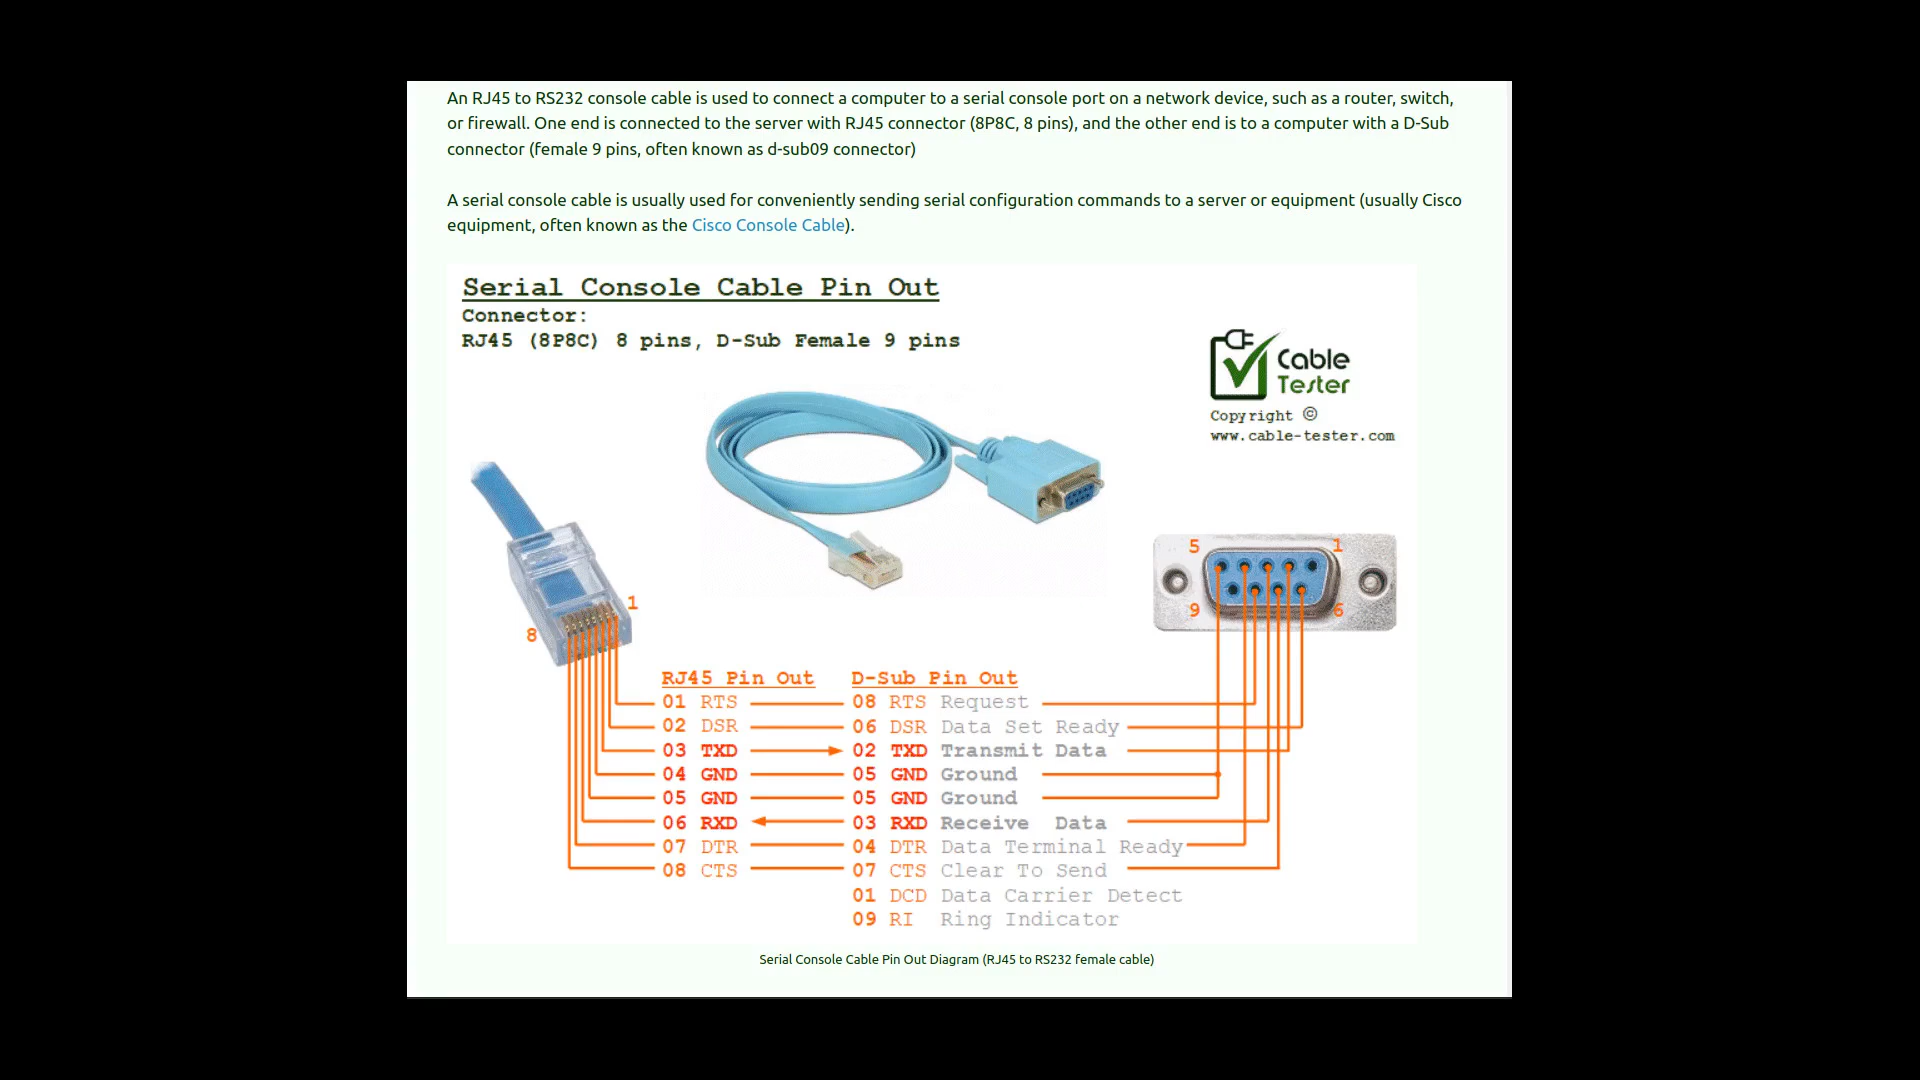 An RJ45 to RS232 console cable is used to connect a computer to a serial console port on a network device, such as a router, switch,
or firewall. One end is connected to the server with RJ45 connector (8P8C, 8 pins), and the other end is to a computer with a D-Sub
connector (female 9 pins, often known as d-sub09 connector)
A serial console cable is usually used for conveniently sending serial configuration commands to a server or equipment (usually Cisco
equipment, often known as the Cisco Console Cable).
Serial Console Cable Pin Out
Connector:
RJ45 (8P8C) 8 pins, D-Sub Female 9 pins
Cable
Tester
Copyright ©
www.cable-tester.com
5 1
9 6
1
8
RJ45 Pin Out D-Sub Pin Out
01 RTS 08 RTS Request
02 DSR 06 DSR Data Set Ready
03 TXD 02 TXD Transmit Data
04 GND 05 GND Ground
05 GND 05 GND Ground
06 RXD 03 RXD Receive Data
07 DTR 04 DTR Data Terminal Ready
08 CTS 07 CTS Clear To Send
01 DCD Data Carrier Detect
09 RI Ring Indicator
Serial Console Cable Pin Out Diagram (RJ45 to RS232 female cable)